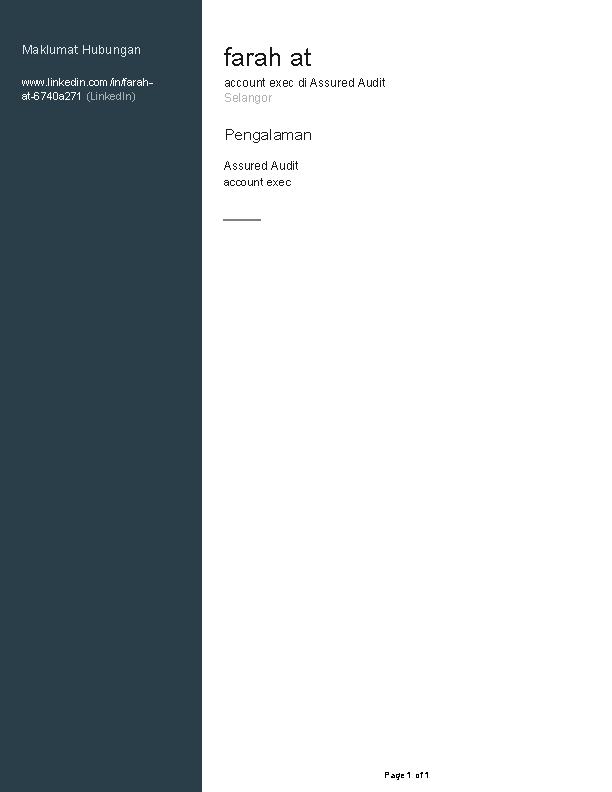 Maklumat Hubungan
www.linkedin.com/in/farah-
at-6740a271 (LinkedIn)
farah at
account exec di Assured Audit
Selangor
Pengalaman
Assured Audit
account exec
Page 1 of 1